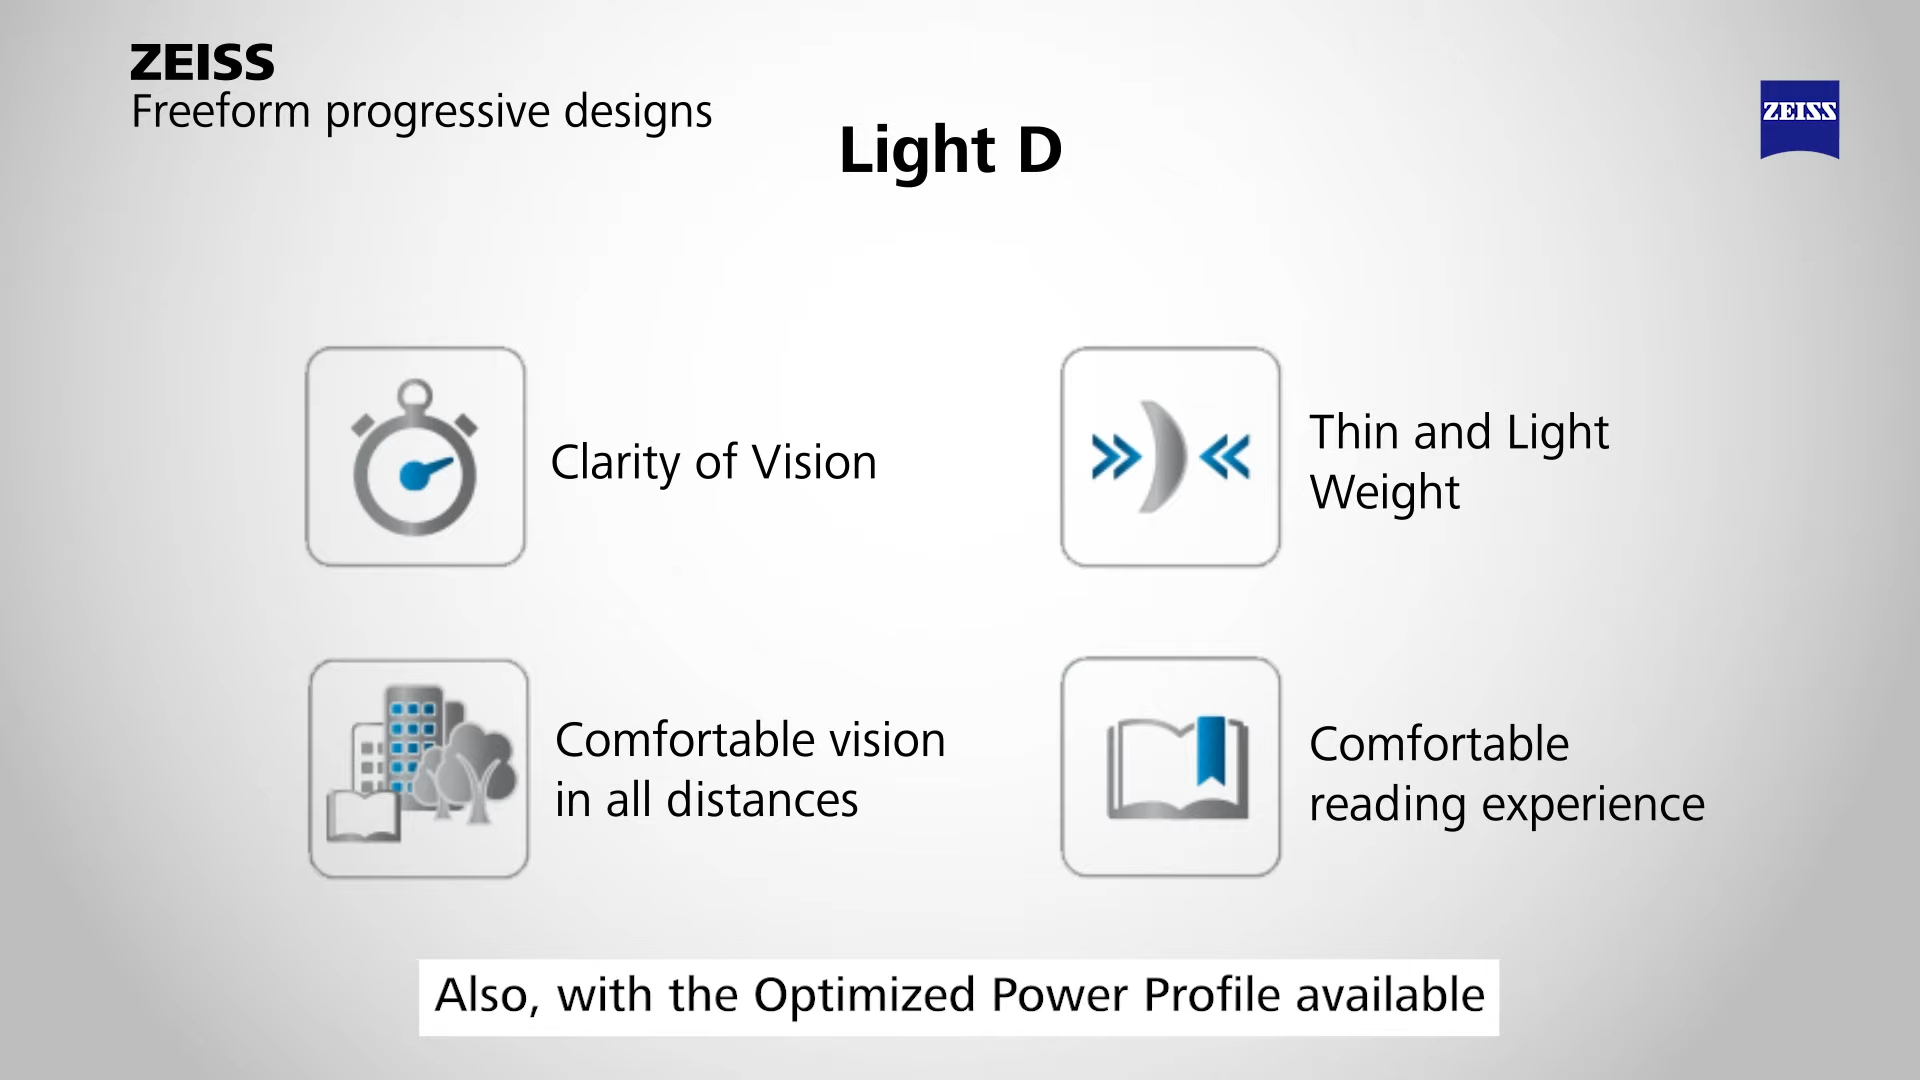 ZEISS
Freeform progressive designs
Light D
ZEISS
Clarity of Vision
Thin and Light
Weight
Comfortable vision
in all distances
Comfortable
reading experience
Also, with the Optimized Power Profile available